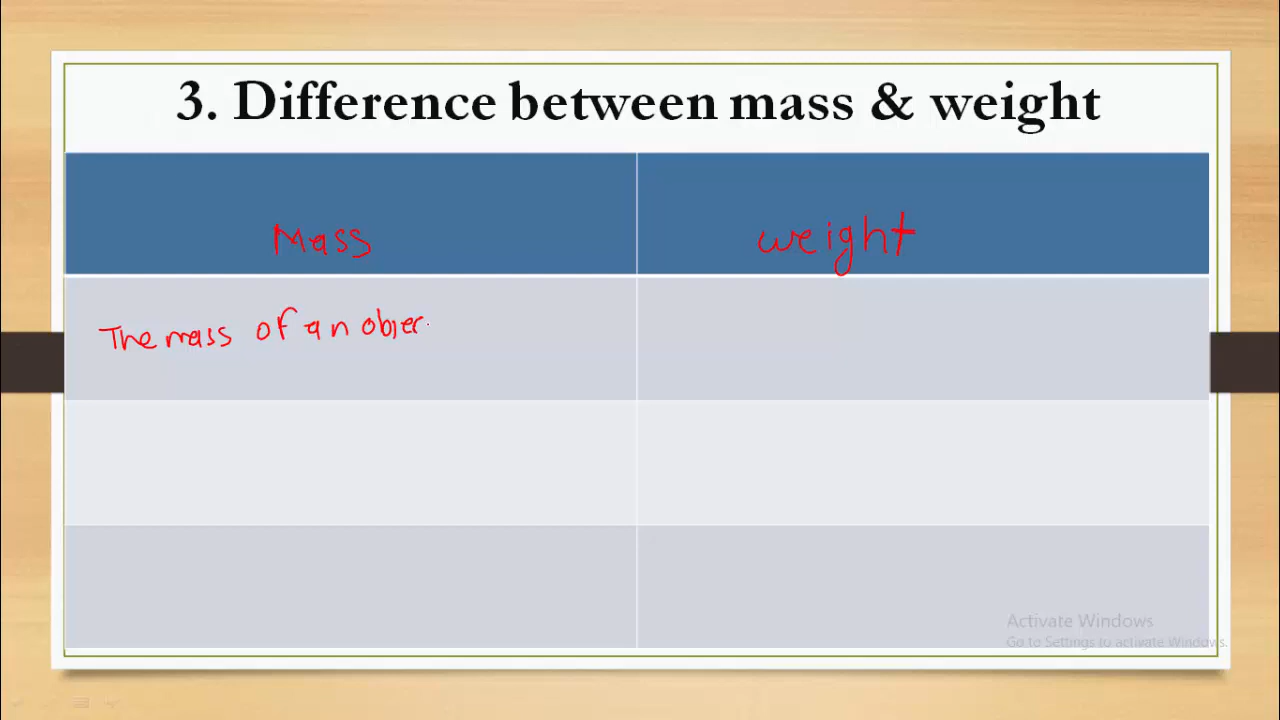 3. Difference between mass & weight
Mass
weight
The mass of an objec
Activate Windows
Go to Settings to activate Windows.